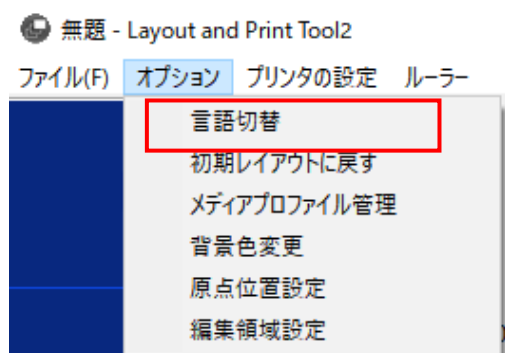 無題 - Layout and Print Tool2
ファイル(F) オプション プリンタの設定 ルーラー
言語切替
初期レイアウトに戻す
メディアプロファイル管理
背景色変更
原点位置設定
編集領域設定